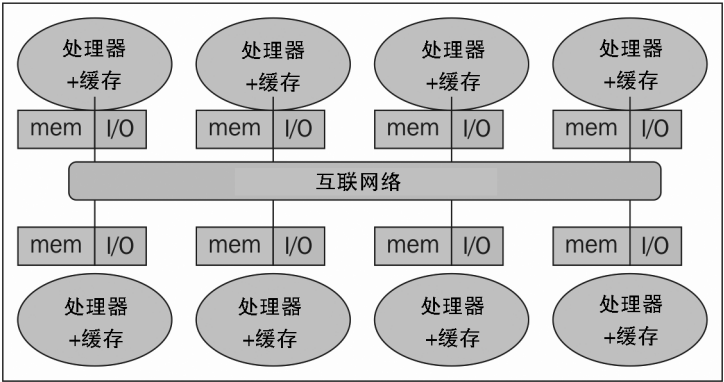 处理器 处理器 处理器 处理器
+缓存 +缓存 +缓存 +缓存
mem I/O mem I/O mem I/O mem I/O
互联网络
mem I/O mem I/O mem I/O mem I/O
处理器 处理器 处理器 处理器
+缓存 +缓存 +缓存 +缓存